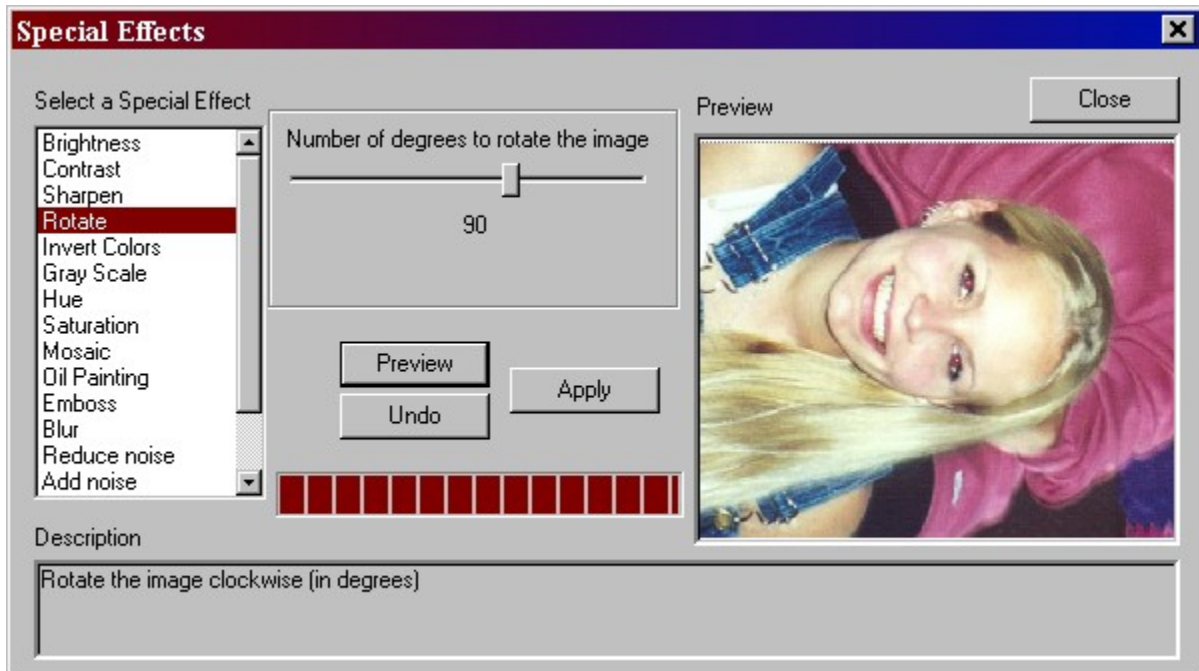 Special Effects
Select a Special Effect
Brightness
Contrast
Sharpen
Rotate
Invert Colors
Gray Scale
Hue
Saturation
Mosaic
Oil Painting
Emboss
Blur
Reduce noise
Add noise
Number of degrees to rotate the image
90
Preview
Undo
Apply
Preview
Close
Description
Rotate the image clockwise (in degrees)